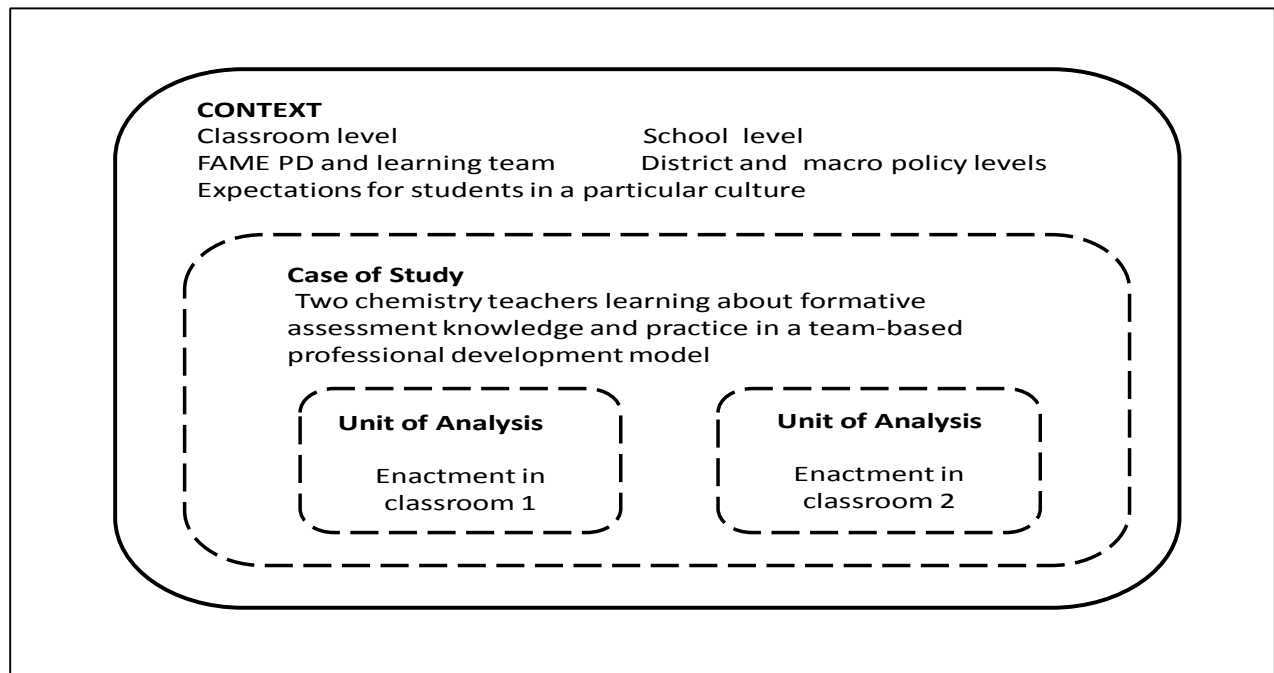 CONTEXT
Classroom level School level
FAME PD and learning team District and macro policy levels
Expectations for students in a particular culture
Case of Study
Two chemistry teachers learning about formative
assessment knowledge and practice in a team-based
professional development model
Unit of Analysis
Enactment in
classroom 1
Unit of Analysis
Enactment in
classroom 2